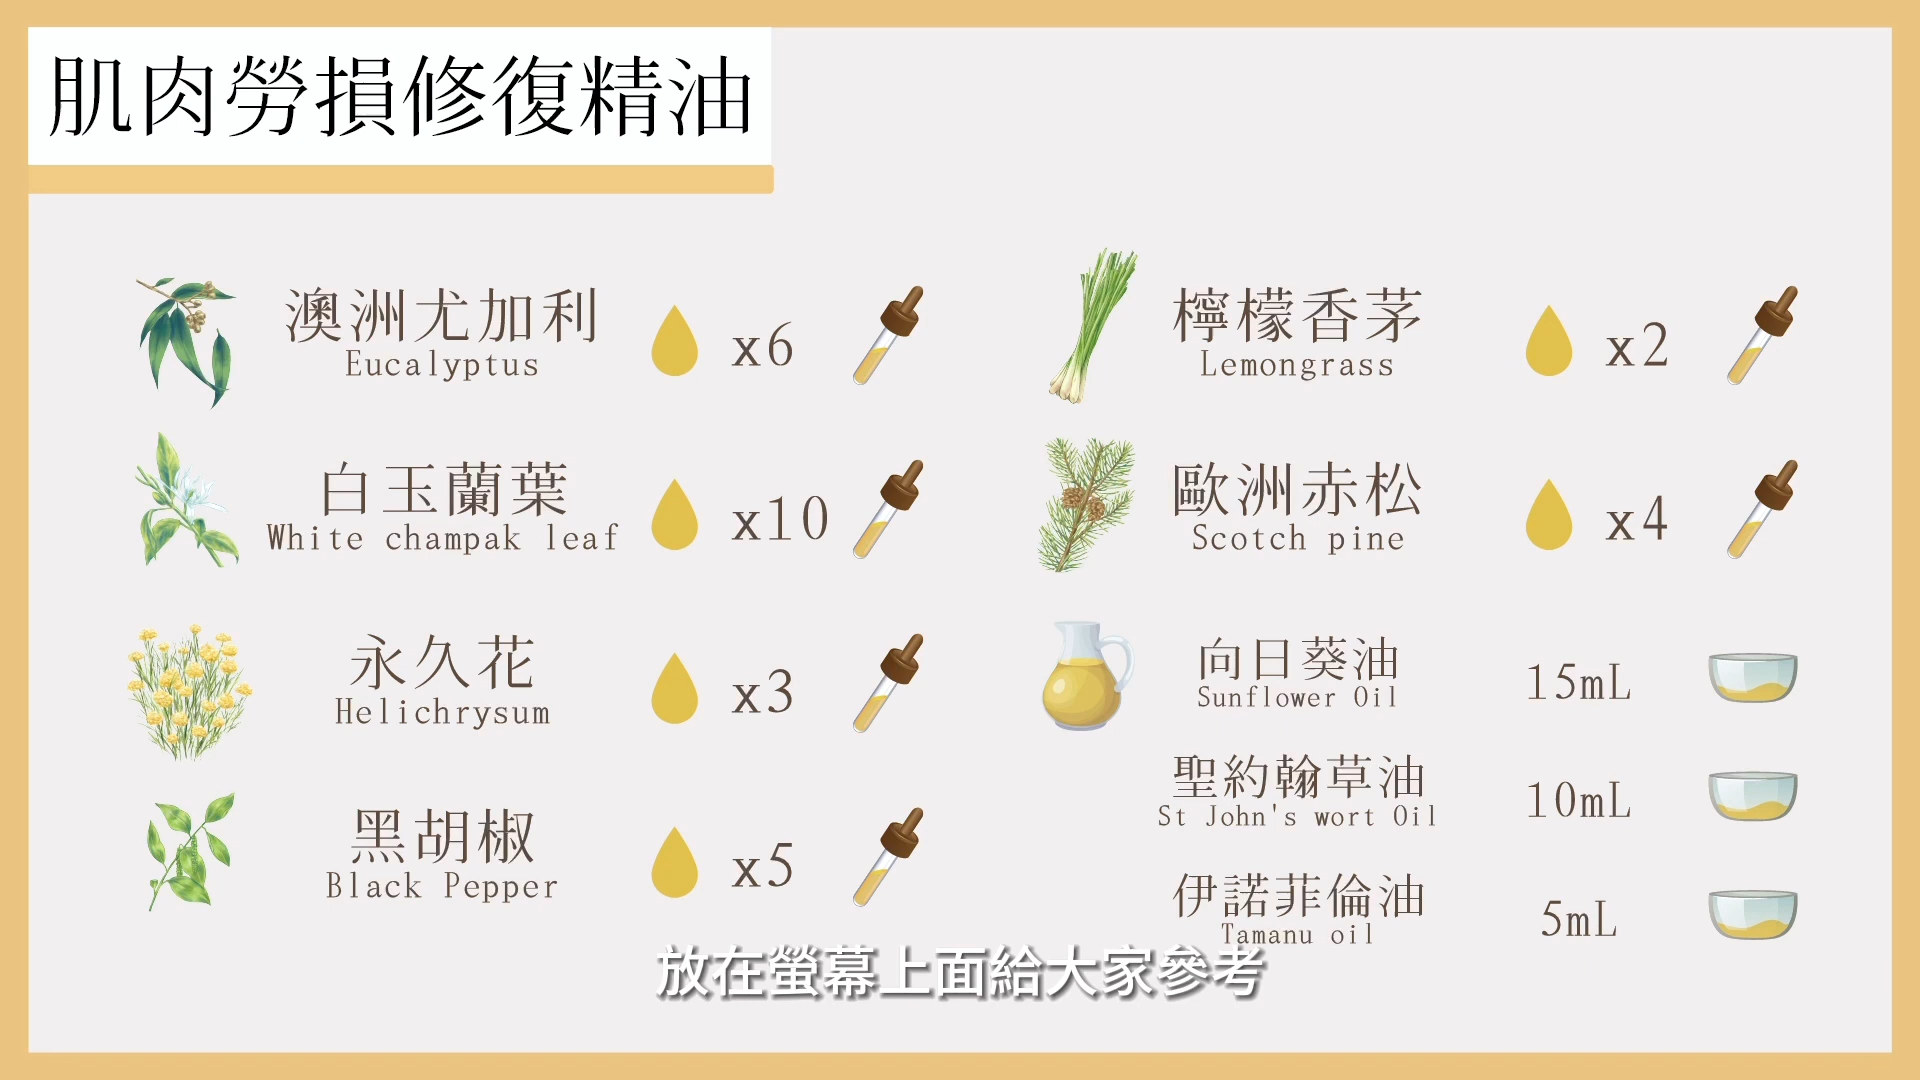 肌肉勞損修復精油
澳洲尤加利
Eucalyptus
x6
白玉蘭葉
White champak leaf
x10
永久花
Helichrysum
x3
黑胡椒
Black Pepper
x5
檸檬香茅
Lemongrass
x2
歐洲赤松
Scotch pine
x4
向日葵油
Sunflower Oil
15mL
聖約翰草油
St John's wort Oil
10mL
伊諾菲倫油
Tamanu oil
5mL
放在螢幕上面給大家參考